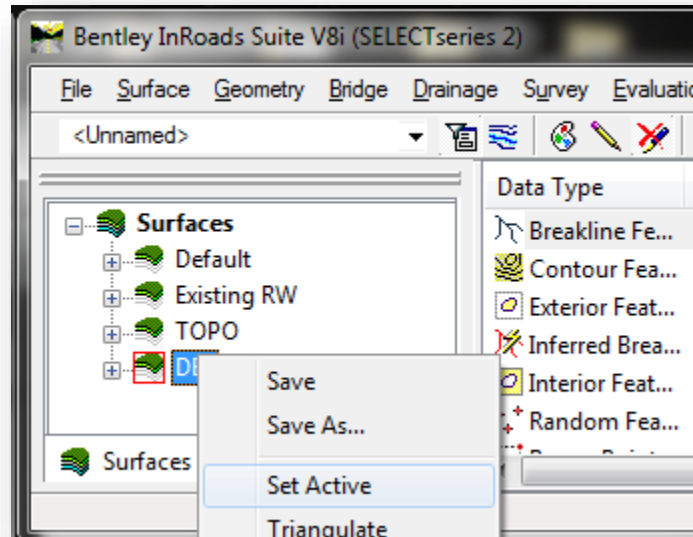 Bentley InRoads Suite V8i (SELECTseries 2)
File Surface Geometry Bridge Drainage Survey
<Unnamed>
Data Type
Surfaces
Default
Existing RW
TOPO
Breakline Fe...
Contour Fea...
Exterior Feat...
Inferred Brea...
Interior Feat...
Random Fea...
Surfaces
Save
Save As...
Set Active
Triangulate